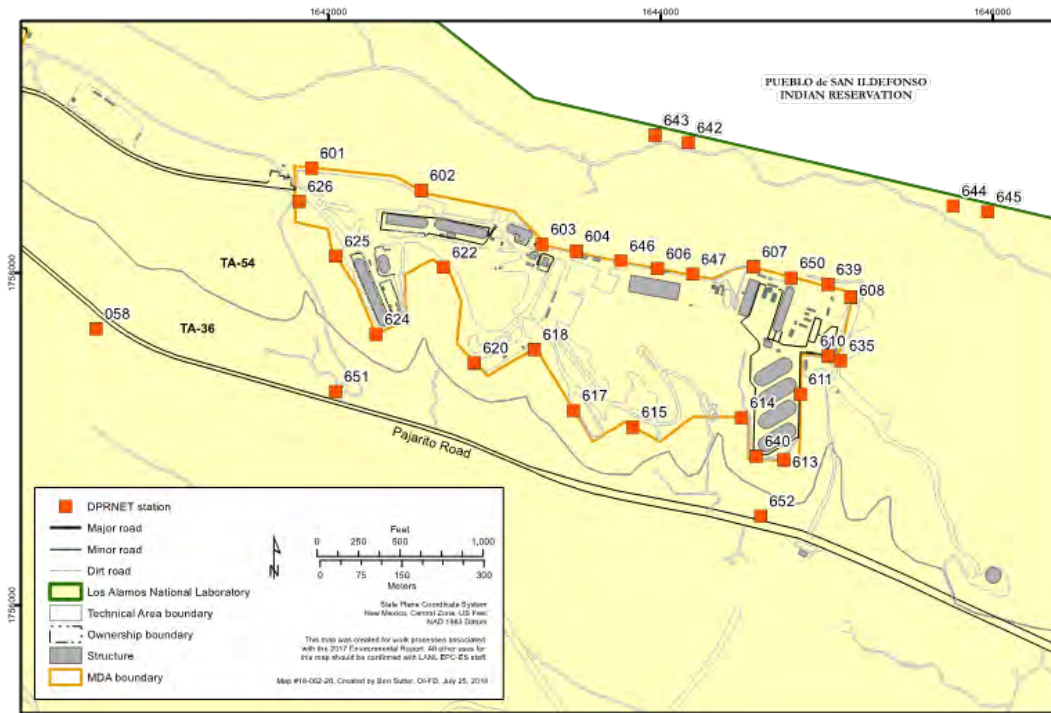 1642000
1644000
1646000
PUEBLO de SAN ILDEFONSO
INDIAN RESERVATION
643
642
601
602
626
644
645
603
604
646
606
647
607
650
639
608
625
622
TA-54
1758000
058
TA-36
624
618
620
610
635
651
611
617
615
614
Pajarito Road
640
613
652
1756000
DPRNET station
Major road
Minor road
Dirt road
Los Alamos National Laboratory
Technical Area boundary
Ownership boundary
Structure
MDA boundary
N
Feet
0 250 500 1,000
0 75 150 300
Meters
State Plane Coordinate System
New Mexico, Central Zone, US Feet
NAD 1983 Datum
This map was created for work processes associated
with the 2017 Environmental Report. All other uses for
this map should be confirmed with LANL EPC-ES staff.
Map #18-002-20, Created by Ben Sutter, OI-FD, July 25, 2018